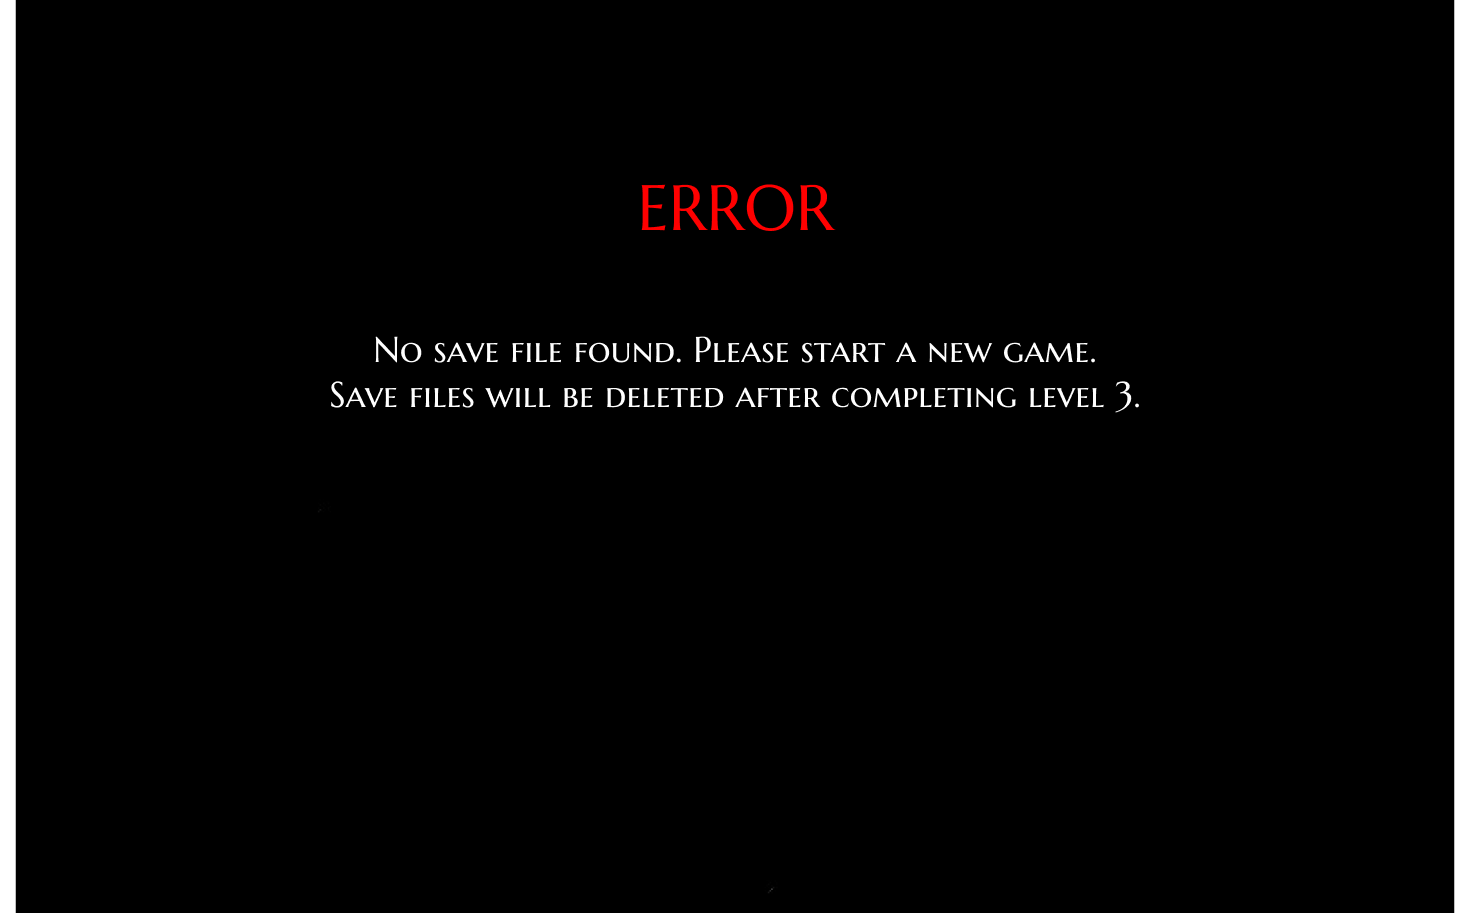 ERROR
No save file found. Please start a new game.
Save files will be deleted after completing level 3.